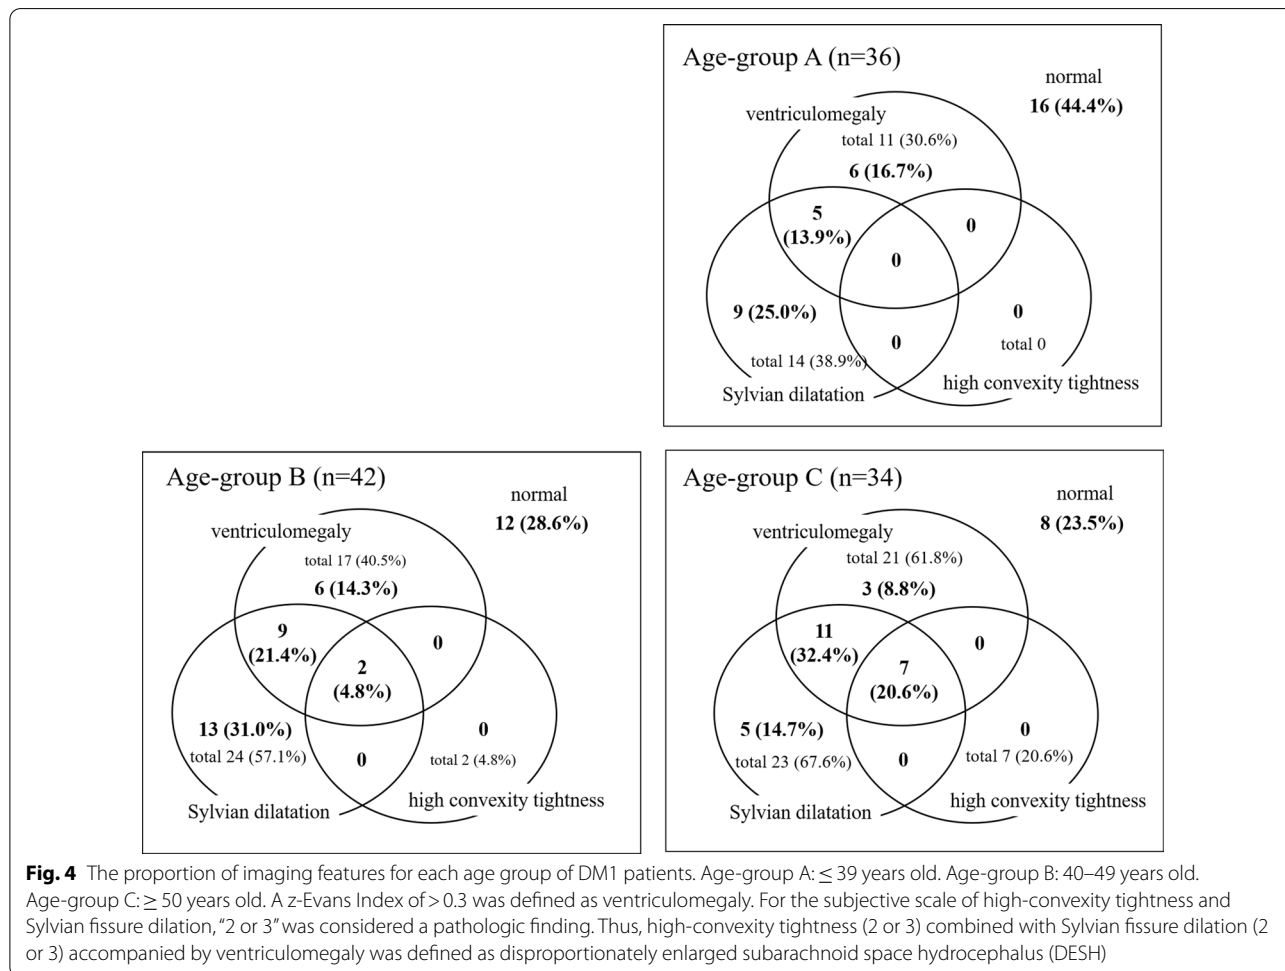 Age-group A (n=36)
normal
16 (44.4%)
ventriculomegaly
total 11 (30.6%)
6 (16.7%)
5
(13.9%)
0
0
9 (25.0%)
0
0
total 0
total 14 (38.9%)
Sylvian dilatation
high convexity tightness
Age-group B (n=42)
normal
12 (28.6%)
ventriculomegaly
total 17 (40.5%)
6 (14.3%)
9
(21.4%)
0
2
(4.8%)
13 (31.0%)
0
total 24 (57.1%)
0
total 2 (4.8%)
Sylvian dilatation
high convexity tightness
Age-group C (n=34)
normal
8 (23.5%)
ventriculomegaly
total 21 (61.8%)
3 (8.8%)
11
(32.4%)
0
7
(20.6%)
5 (14.7%)
0
total 23 (67.6%)
0
total 7 (20.6%)
Sylvian dilatation
high convexity tightness
Fig. 4 The proportion of imaging features for each age group of DM1 patients. Age-group A: ≤ 39 years old. Age-group B: 40–49 years old.
Age-group C: ≥ 50 years old. A z-Evans Index of > 0.3 was defined as ventriculomegaly. For the subjective scale of high-convexity tightness and
Sylvian fissure dilation, “2 or 3” was considered a pathologic finding. Thus, high-convexity tightness (2 or 3) combined with Sylvian fissure dilation (2
or 3) accompanied by ventriculomegaly was defined as disproportionately enlarged subarachnoid space hydrocephalus (DESH)